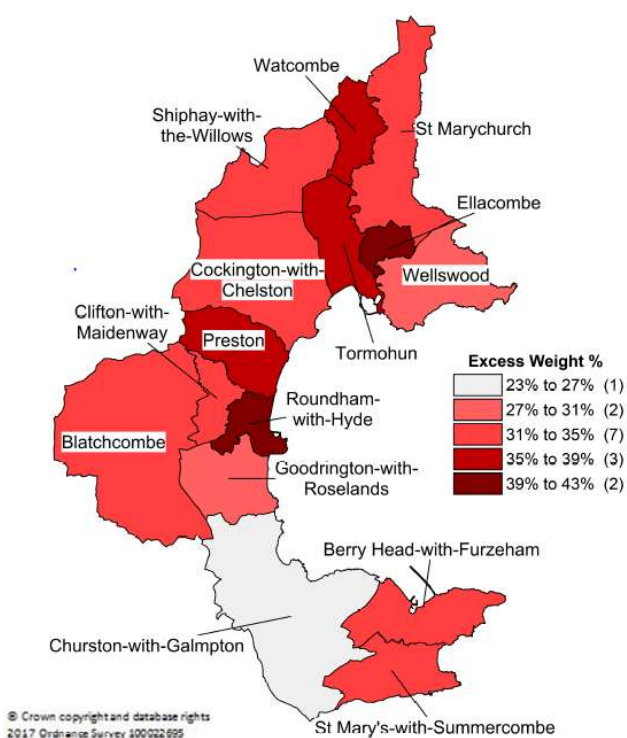 Watcombe
Shiphay-with-
the-Willows
St Marychurch
Ellacombe
Cockington-with-
Chelston
Wellswood
Clifton-with-
Maidenway
Preston
Tormohun
Excess Weight %
23% to 27% (1)
27% to 31% (2)
31% to 35% (7)
35% to 39% (3)
39% to 43% (2)
Roundham-
with-Hyde
Blatchcombe
Goodrington-with-
Roselands
Berry Head-with-Furzeham
Churston-with-Galmpton
St Mary's-with-Summercombe
© Crown copyright and database rights
2017 Ordnance Survey 100022695